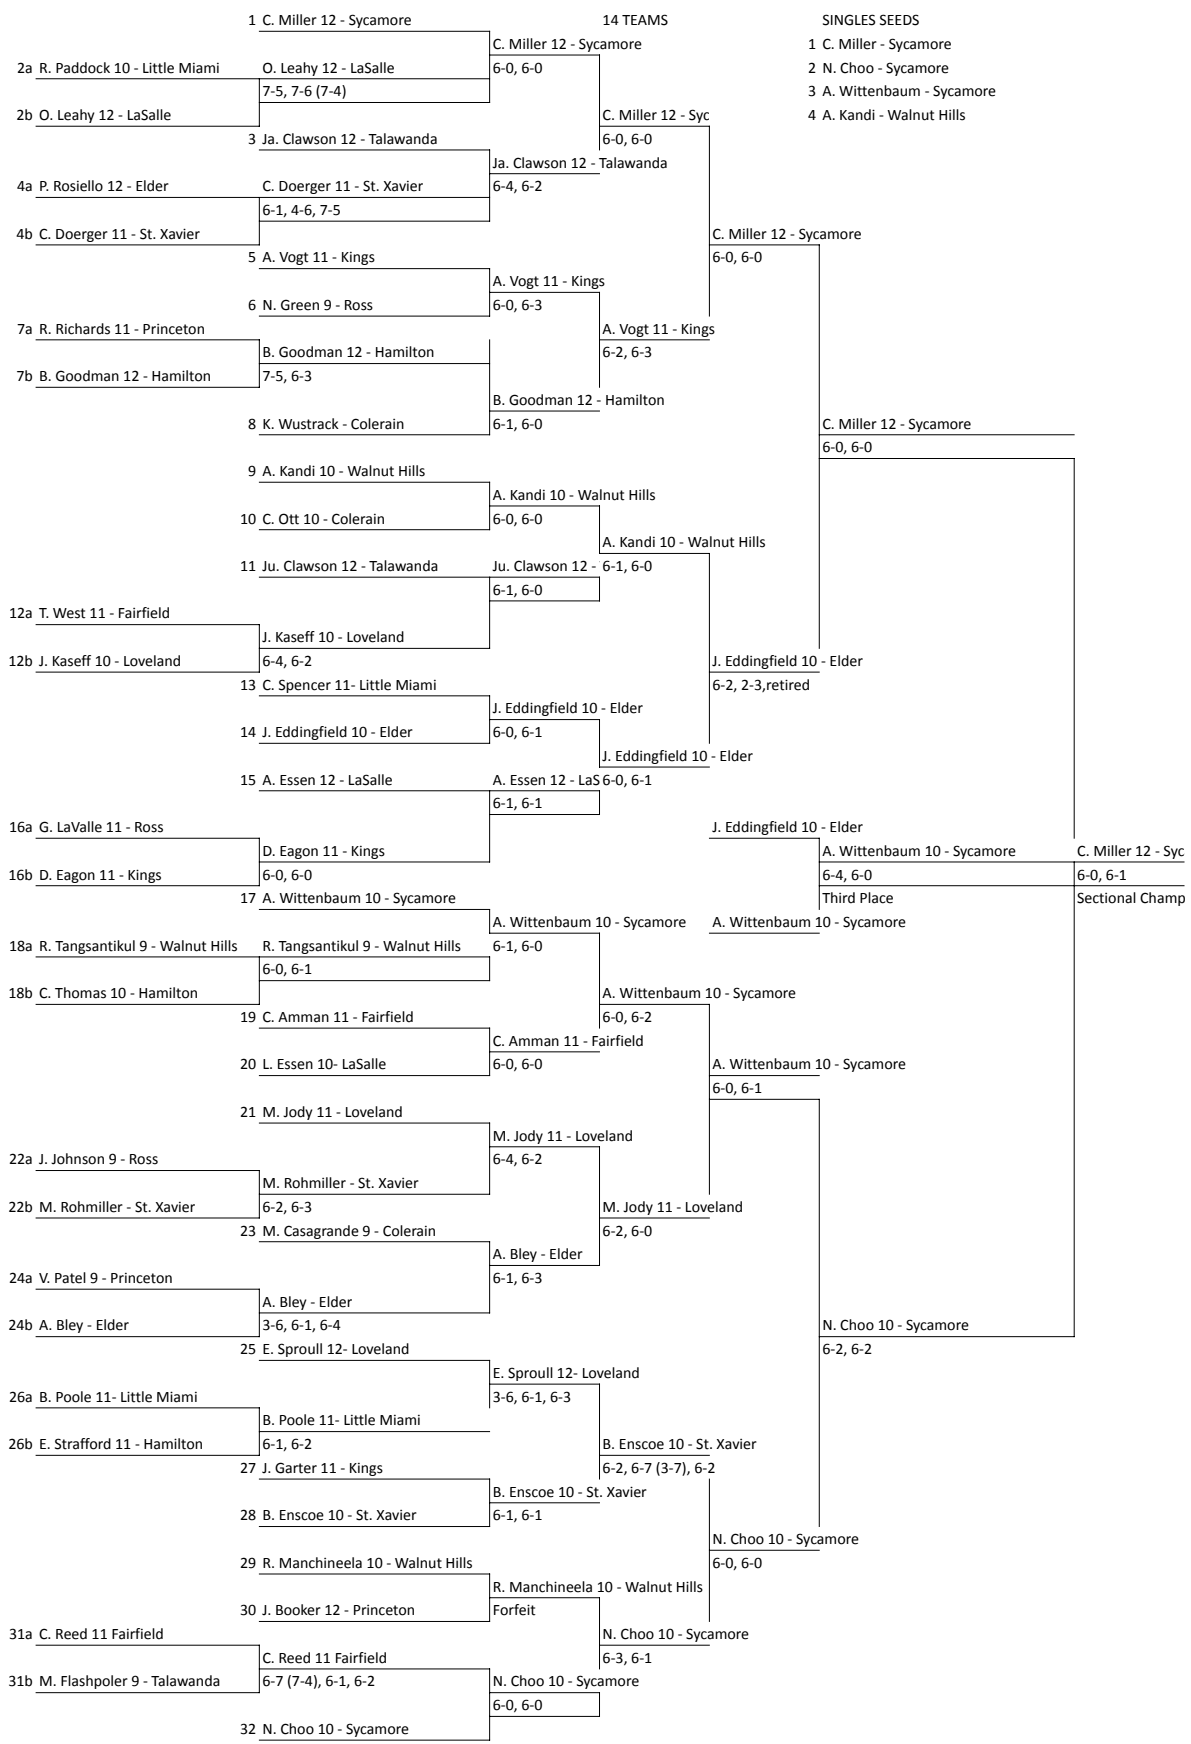 1 C. Miller 12 - Sycamore
14 TEAMS
SINGLES SEEDS
C. Miller 12 - Sycamore
1 C. Miller - Sycamore
2a R. Paddock 10 - Little Miami
O. Leahy 12 - LaSalle
6-0, 6-0
2 N. Choo - Sycamore
7-5, 7-6 (7-4)
3 A. Wittenbaum - Sycamore
2b O. Leahy 12 - LaSalle
C. Miller 12 - Syc
4 A. Kandi - Walnut Hills
3 Ja. Clawson 12 - Talawanda
6-0, 6-0
Ja. Clawson 12 - Talawanda
4a P. Rosiello 12 - Elder
C. Doerger 11 - St. Xavier
6-4, 6-2
6-1, 4-6, 7-5
4b C. Doerger 11 - St. Xavier
C. Miller 12 - Sycamore
5 A. Vogt 11 - Kings
6-0, 6-0
A. Vogt 11 - Kings
6 N. Green 9 - Ross
6-0, 6-3
7a R. Richards 11 - Princeton
A. Vogt 11 - Kings
B. Goodman 12 - Hamilton
6-2, 6-3
7b B. Goodman 12 - Hamilton
7-5, 6-3
B. Goodman 12 - Hamilton
8 K. Wustrack - Colerain
6-1, 6-0
C. Miller 12 - Sycamore
6-0, 6-0
9 A. Kandi 10 - Walnut Hills
A. Kandi 10 - Walnut Hills
10 C. Ott 10 - Colerain
6-0, 6-0
A. Kandi 10 - Walnut Hills
11 Ju. Clawson 12 - Talawanda
Ju. Clawson 12 -
6-1, 6-0
6-1, 6-0
12a T. West 11 - Fairfield
J. Kaseff 10 - Loveland
12b J. Kaseff 10 - Loveland
6-4, 6-2
J. Eddingfield 10 - Elder
13 C. Spencer 11- Little Miami
6-2, 2-3,retired
J. Eddingfield 10 - Elder
14 J. Eddingfield 10 - Elder
6-0, 6-1
J. Eddingfield 10 - Elder
15 A. Essen 12 - LaSalle
A. Essen 12 - LaS
6-0, 6-1
6-1, 6-1
16a G. LaValle 11 - Ross
J. Eddingfield 10 - Elder
D. Eagon 11 - Kings
A. Wittenbaum 10 - Sycamore
C. Miller 12 - Syc
16b D. Eagon 11 - Kings
6-0, 6-0
6-4, 6-0
6-0, 6-1
17 A. Wittenbaum 10 - Sycamore
Third Place
Sectional Champ
A. Wittenbaum 10 - Sycamore
A. Wittenbaum 10 - Sycamore
18a R. Tangsantikul 9 - Walnut Hills
R. Tangsantikul 9 - Walnut Hills
6-1, 6-0
6-0, 6-1
18b C. Thomas 10 - Hamilton
A. Wittenbaum 10 - Sycamore
19 C. Amman 11 - Fairfield
6-0, 6-2
C. Amman 11 - Fairfield
20 L. Essen 10- LaSalle
6-0, 6-0
A. Wittenbaum 10 - Sycamore
6-0, 6-1
21 M. Jody 11 - Loveland
M. Jody 11 - Loveland
22a J. Johnson 9 - Ross
6-4, 6-2
M. Rohmiller - St. Xavier
22b M. Rohmiller - St. Xavier
6-2, 6-3
M. Jody 11 - Loveland
23 M. Casagrande 9 - Colerain
6-2, 6-0
A. Bley - Elder
24a V. Patel 9 - Princeton
6-1, 6-3
A. Bley - Elder
24b A. Bley - Elder
3-6, 6-1, 6-4
N. Choo 10 - Sycamore
25 E. Sproull 12- Loveland
6-2, 6-2
E. Sproull 12- Loveland
26a B. Poole 11- Little Miami
3-6, 6-1, 6-3
B. Poole 11- Little Miami
26b E. Strafford 11 - Hamilton
6-1, 6-2
B. Enscoe 10 - St. Xavier
27 J. Garter 11 - Kings
6-2, 6-7 (3-7), 6-2
B. Enscoe 10 - St. Xavier
28 B. Enscoe 10 - St. Xavier
6-1, 6-1
N. Choo 10 - Sycamore
29 R. Manchineela 10 - Walnut Hills
6-0, 6-0
R. Manchineela 10 - Walnut Hills
30 J. Booker 12 - Princeton
Forfeit
31a C. Reed 11 Fairfield
N. Choo 10 - Sycamore
C. Reed 11 Fairfield
6-3, 6-1
31b M. Flashpoler 9 - Talawanda
6-7 (7-4), 6-1, 6-2
N. Choo 10 - Sycamore
6-0, 6-0
32 N. Choo 10 - Sycamore